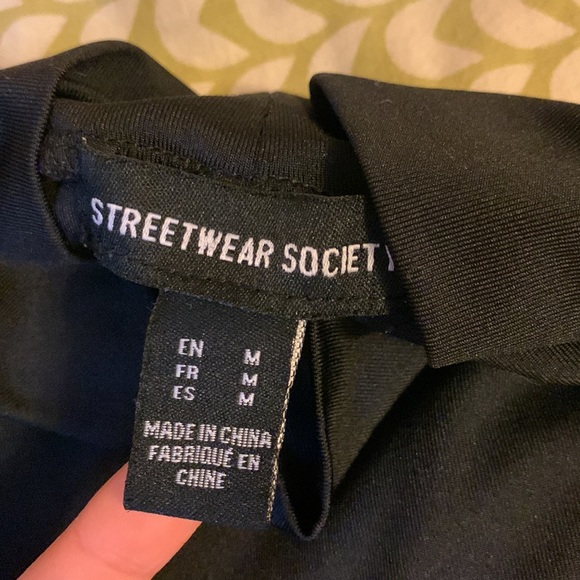 STREETWEAR SOCIETY
EN M
FR M
ES M
MADE IN CHINA
FABRIQUÉ EN
CHINE